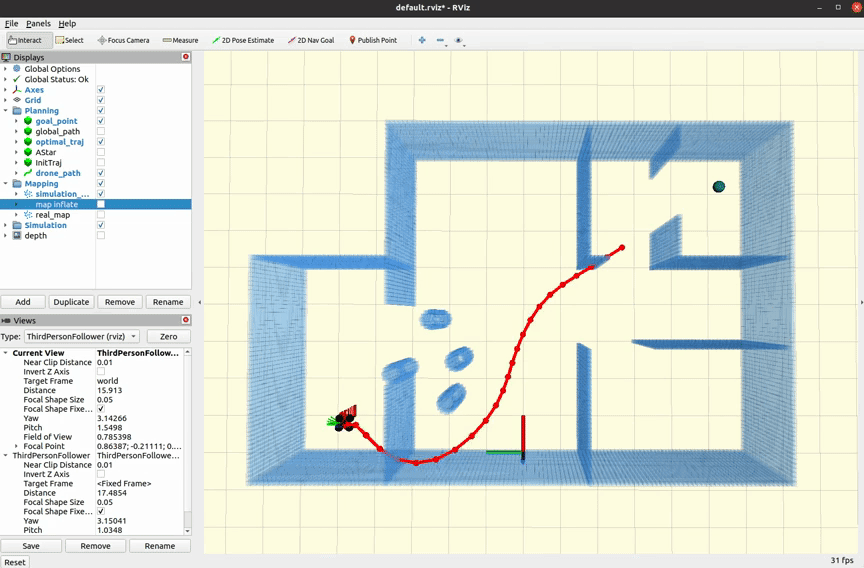 default.rviz* - RViz
File Panels Help
Interact Select Focus Camera Measure 2D Pose Estimate 2D Nav Goal Publish Point
Displays
Global Options
Global Status: Ok
Axes
Grid
Planning
goal_point
global_path
optimal_traj
AStar
InitTraj
drone_path
Mapping
simulation_...
map inflate
real_map
Simulation
depth
Add Duplicate Remove Rename
Views
Type: ThirdPersonFollower (rviz) Zero
Current View ThirdPersonFollow...
Near Clip Distance 0.01
Invert Z Axis
Target Frame world
Distance 15.913
Focal Shape Size 0.05
Focal Shape Fixe...
Yaw 3.14266
Pitch 1.5498
Field of View 0.785398
Focal Point 0.86387; -0.21111; 0....
ThirdPersonFollower ThirdPersonFollowe...
Near Clip Distance 0.01
Invert Z Axis
Target Frame <Fixed Frame>
Distance 17.4854
Focal Shape Size 0.05
Focal Shape Fixe...
Yaw 3.15041
Pitch 1.0348
Save Remove Rename
Reset 31 fps